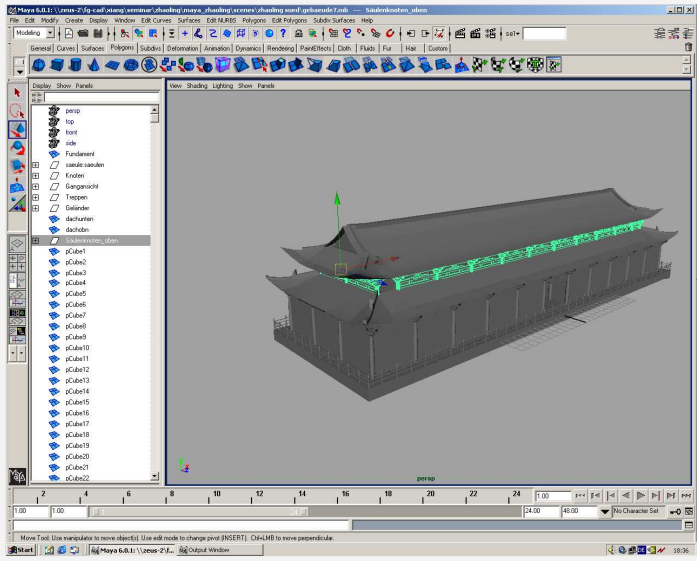 Maya 6.0.1: \\zeus-2\fg-cad\xiang\seminar\zhaoling\maya_zhaoling\scenes\zhaoling sued\gebaeude7.mb --- Säulenknoten_oben
File Edit Modify Create Display Window Edit Curves Surfaces Edit NURBS Polygons Edit Polygons Subdiv Surfaces Help
Modeling sel▾
General Curves Surfaces Polygons Subdivs Deformation Animation Dynamics Rendering PaintEffects Cloth Fluids Fur Hair Custom
Display Show Panels
View Shading Lighting Show Panels
persp
top
front
side
Fundament
saeule:saeulen
Knoten
Gangansicht
Treppen
Geländer
dachunten
dachobn
Säulenknoten_oben
pCube1
pCube2
pCube3
pCube4
pCube5
pCube6
pCube7
pCube8
pCube9
pCube10
pCube11
pCube12
pCube13
pCube14
pCube15
pCube16
pCube17
pCube18
pCube19
pCube20
pCube21
pCube22
persp
2 4 6 8 10 12 14 16 18 20 22 24 1.00
1.00 1.00 24.00 48.00 No Character Set
Move Tool: Use manipulator to move object(s). Use edit mode to change pivot (INSERT). Ctrl+LMB to move perpendicular.
Start Maya 6.0.1: \\zeus-2\f... Output Window DE 18:36